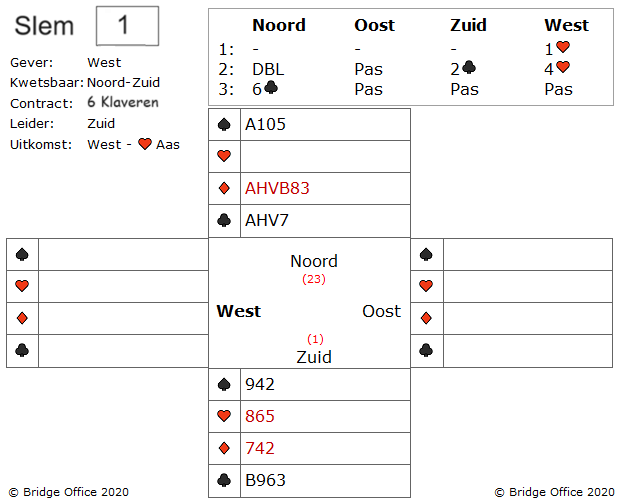 Slem 1
Gever: West
Kwetsbaar: Noord-Zuid
Contract: 6 Klaveren
Leider: Zuid
Uitkomst: West - ♥ Aas
Noord Oost Zuid West
1: - - - 1♥
2: DBL Pas 2♣ 4♥
3: 6♣ Pas Pas Pas
♠ A105
♥
♦ AHVB83
♣ AHV7
♠
♥
♦
♣
Noord
(23)
West Oost
(1)
Zuid
♠
♥
♦
♣
♠ 942
♥ 865
♦ 742
♣ B963
© Bridge Office 2020
© Bridge Office 2020